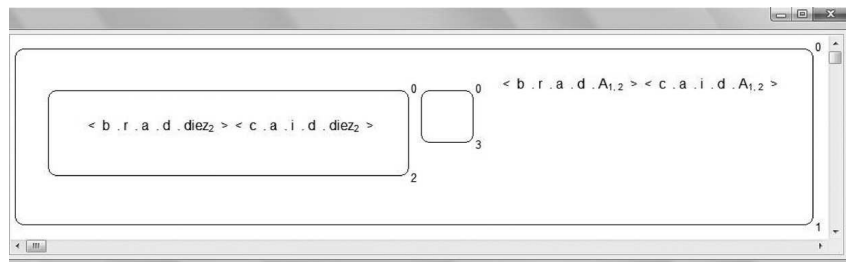 0
0 0 < b . r . a . d . A₁,₂ > < c . a . i . d . A₁,₂ >
< b . r . a . d . diez₂ > < c . a . i . d . diez₂ >
3
2
1